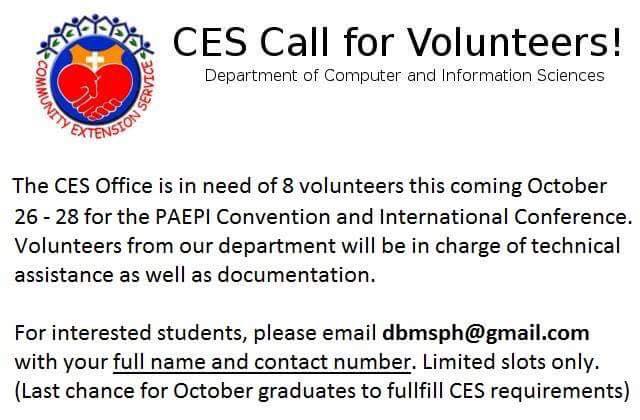 CES Call for Volunteers!
Department of Computer and Information Sciences
COMMUNITY EXTENSION SERVICE
The CES Office is in need of 8 volunteers this coming October
26 - 28 for the PAEPI Convention and International Conference.
Volunteers from our department will be in charge of technical
assistance as well as documentation.
For interested students, please email dbmsph@gmail.com
with your full name and contact number. Limited slots only.
(Last chance for October graduates to fullfill CES requirements)